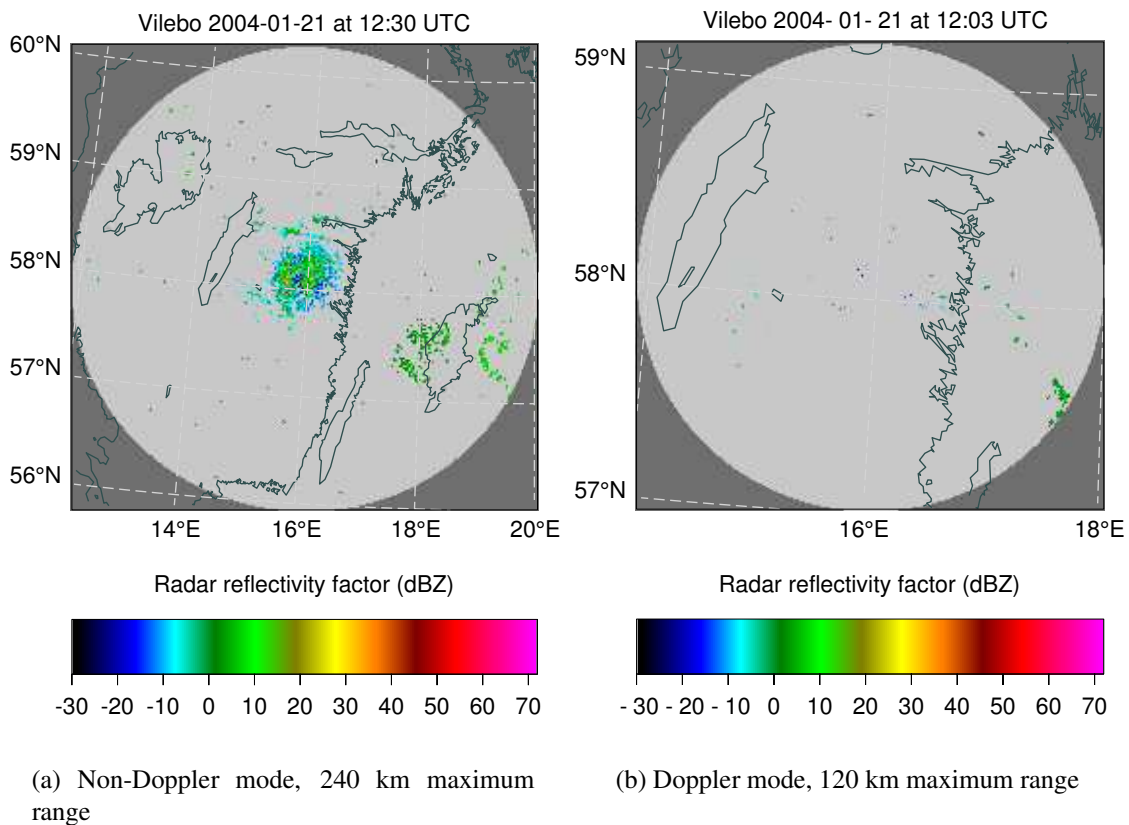 Vilebo 2004-01-21 at 12:30 UTC
60°N
59°N
58°N
57°N
56°N
14°E 16°E 18°E 20°E
Radar reflectivity factor (dBZ)
-30 -20 -10 0 10 20 30 40 50 60 70
(a) Non-Doppler mode, 240 km maximum
range
Vilebo 2004- 01- 21 at 12:03 UTC
59°N
58°N
57°N
16°E 18°E
Radar reflectivity factor (dBZ)
- 30 - 20 - 10 0 10 20 30 40 50 60 70
(b) Doppler mode, 120 km maximum range